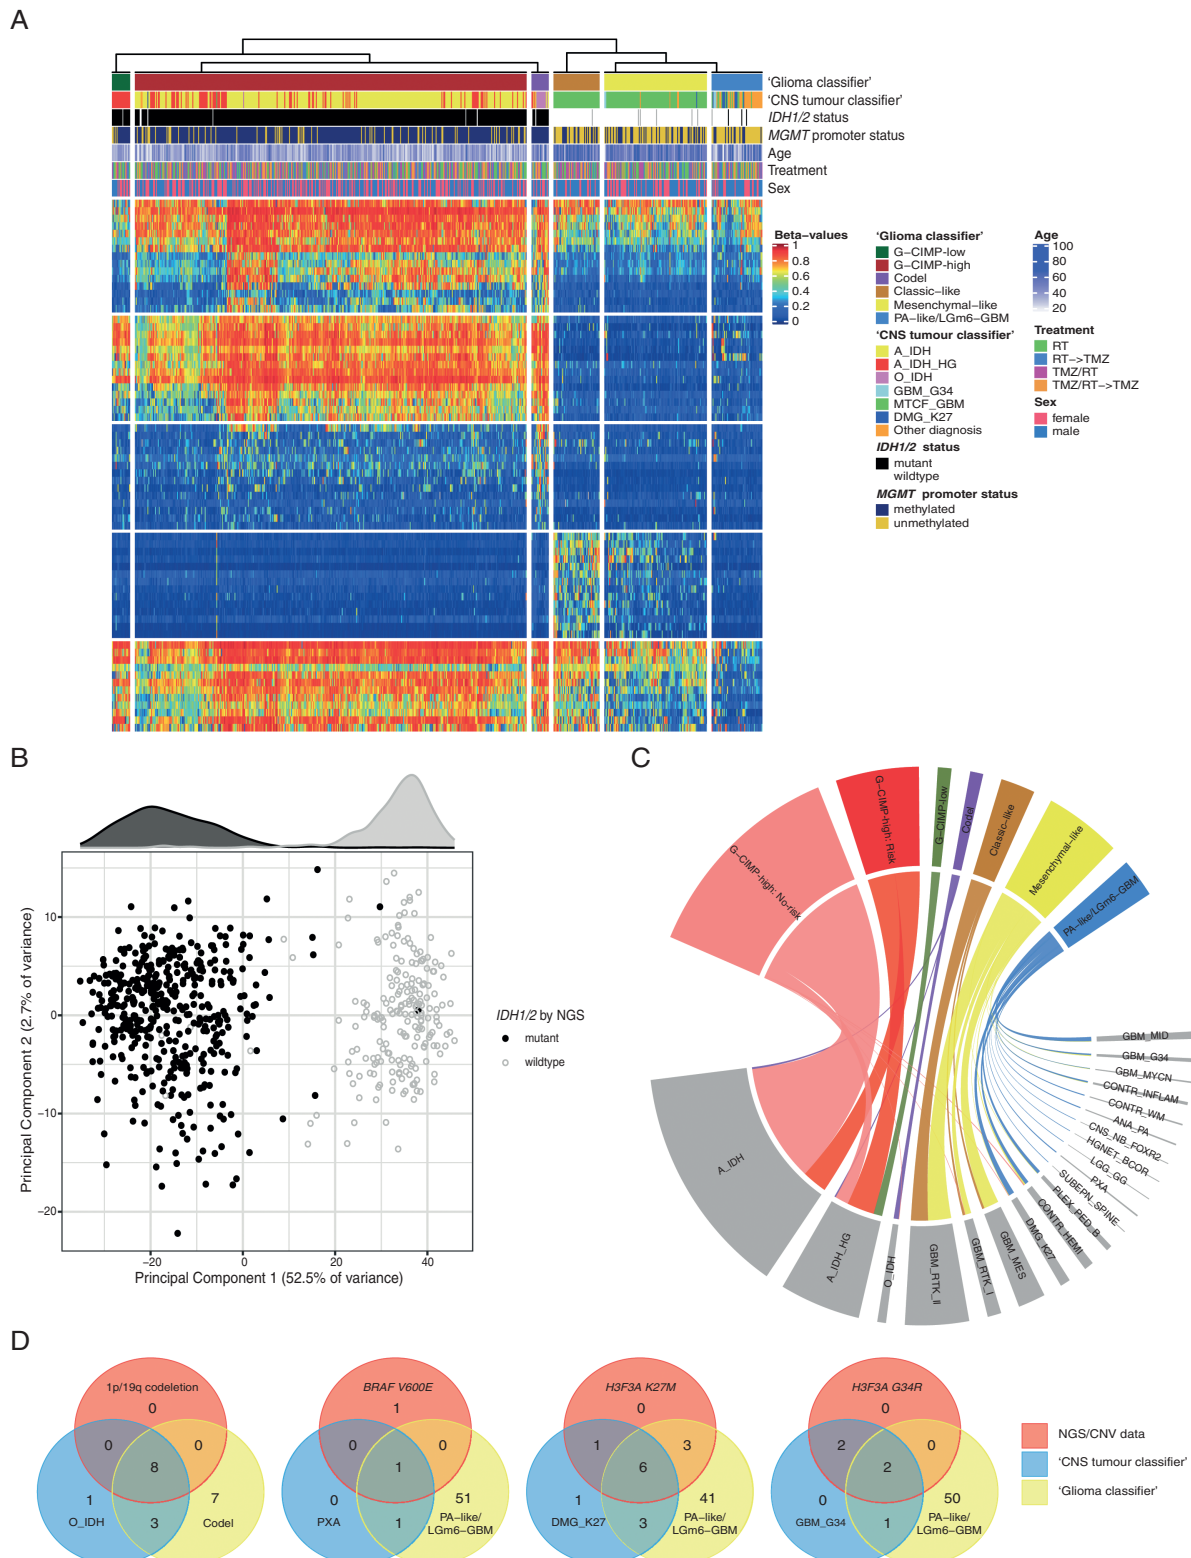 A
'Glioma classifier'
'CNS tumour classifier'
IDH1/2 status
MGMT promoter status
Age
Treatment
Sex
Beta-values
1
0.8
0.6
0.4
0.2
0
'Glioma classifier'
G−CIMP−low
G−CIMP−high
Codel
Classic−like
Mesenchymal−like
PA−like/LGm6−GBM
'CNS tumour classifier'
A_IDH
A_IDH_HG
O_IDH
GBM_G34
MTCF_GBM
DMG_K27
Other diagnosis
IDH1/2 status
mutant
wildtype
MGMT promoter status
methylated
unmethylated
Age
100
80
60
40
20
Treatment
RT
RT−>TMZ
TMZ/RT
TMZ/RT−>TMZ
Sex
female
male
B
Principal Component 2 (2.7% of variance)
10
0
−10
−20
−20
0
20
40
Principal Component 1 (52.5% of variance)
IDH1/2 by NGS
mutant
wildtype
C
G−CIMP−high: No-risk
G−CIMP−high: Risk
G−CIMP−low
Codel
Classic−like
Mesenchymal−like
PA−like/LGm6−GBM
GBM_MID
GBM_G34
GBM_MYCN
CONTR_INFLAM
CONTR_WM
ANA_PA
CNS_NB_FOXR2
HGNET_BCOR
LGG_GG
PXA
SUBEPN_SPINE
PLEX_PED_B
CONTR_HEMI
DMG_K27
GBM_MES
GBM_RTK_I
GBM_RTK_II
O_IDH
A_IDH_HG
A_IDH
D
1p/19q codeletion
0
0
0
8
1
7
O_IDH
3
Codel
BRAF V600E
1
0
0
1
0
51
PXA
1
PA−like/
LGm6−GBM
H3F3A K27M
0
1
3
6
1
41
DMG_K27
3
PA−like/
LGm6−GBM
H3F3A G34R
0
2
0
2
0
50
GBM_G34
1
PA−like/
LGm6−GBM
NGS/CNV data
'CNS tumour classifier'
'Glioma classifier'